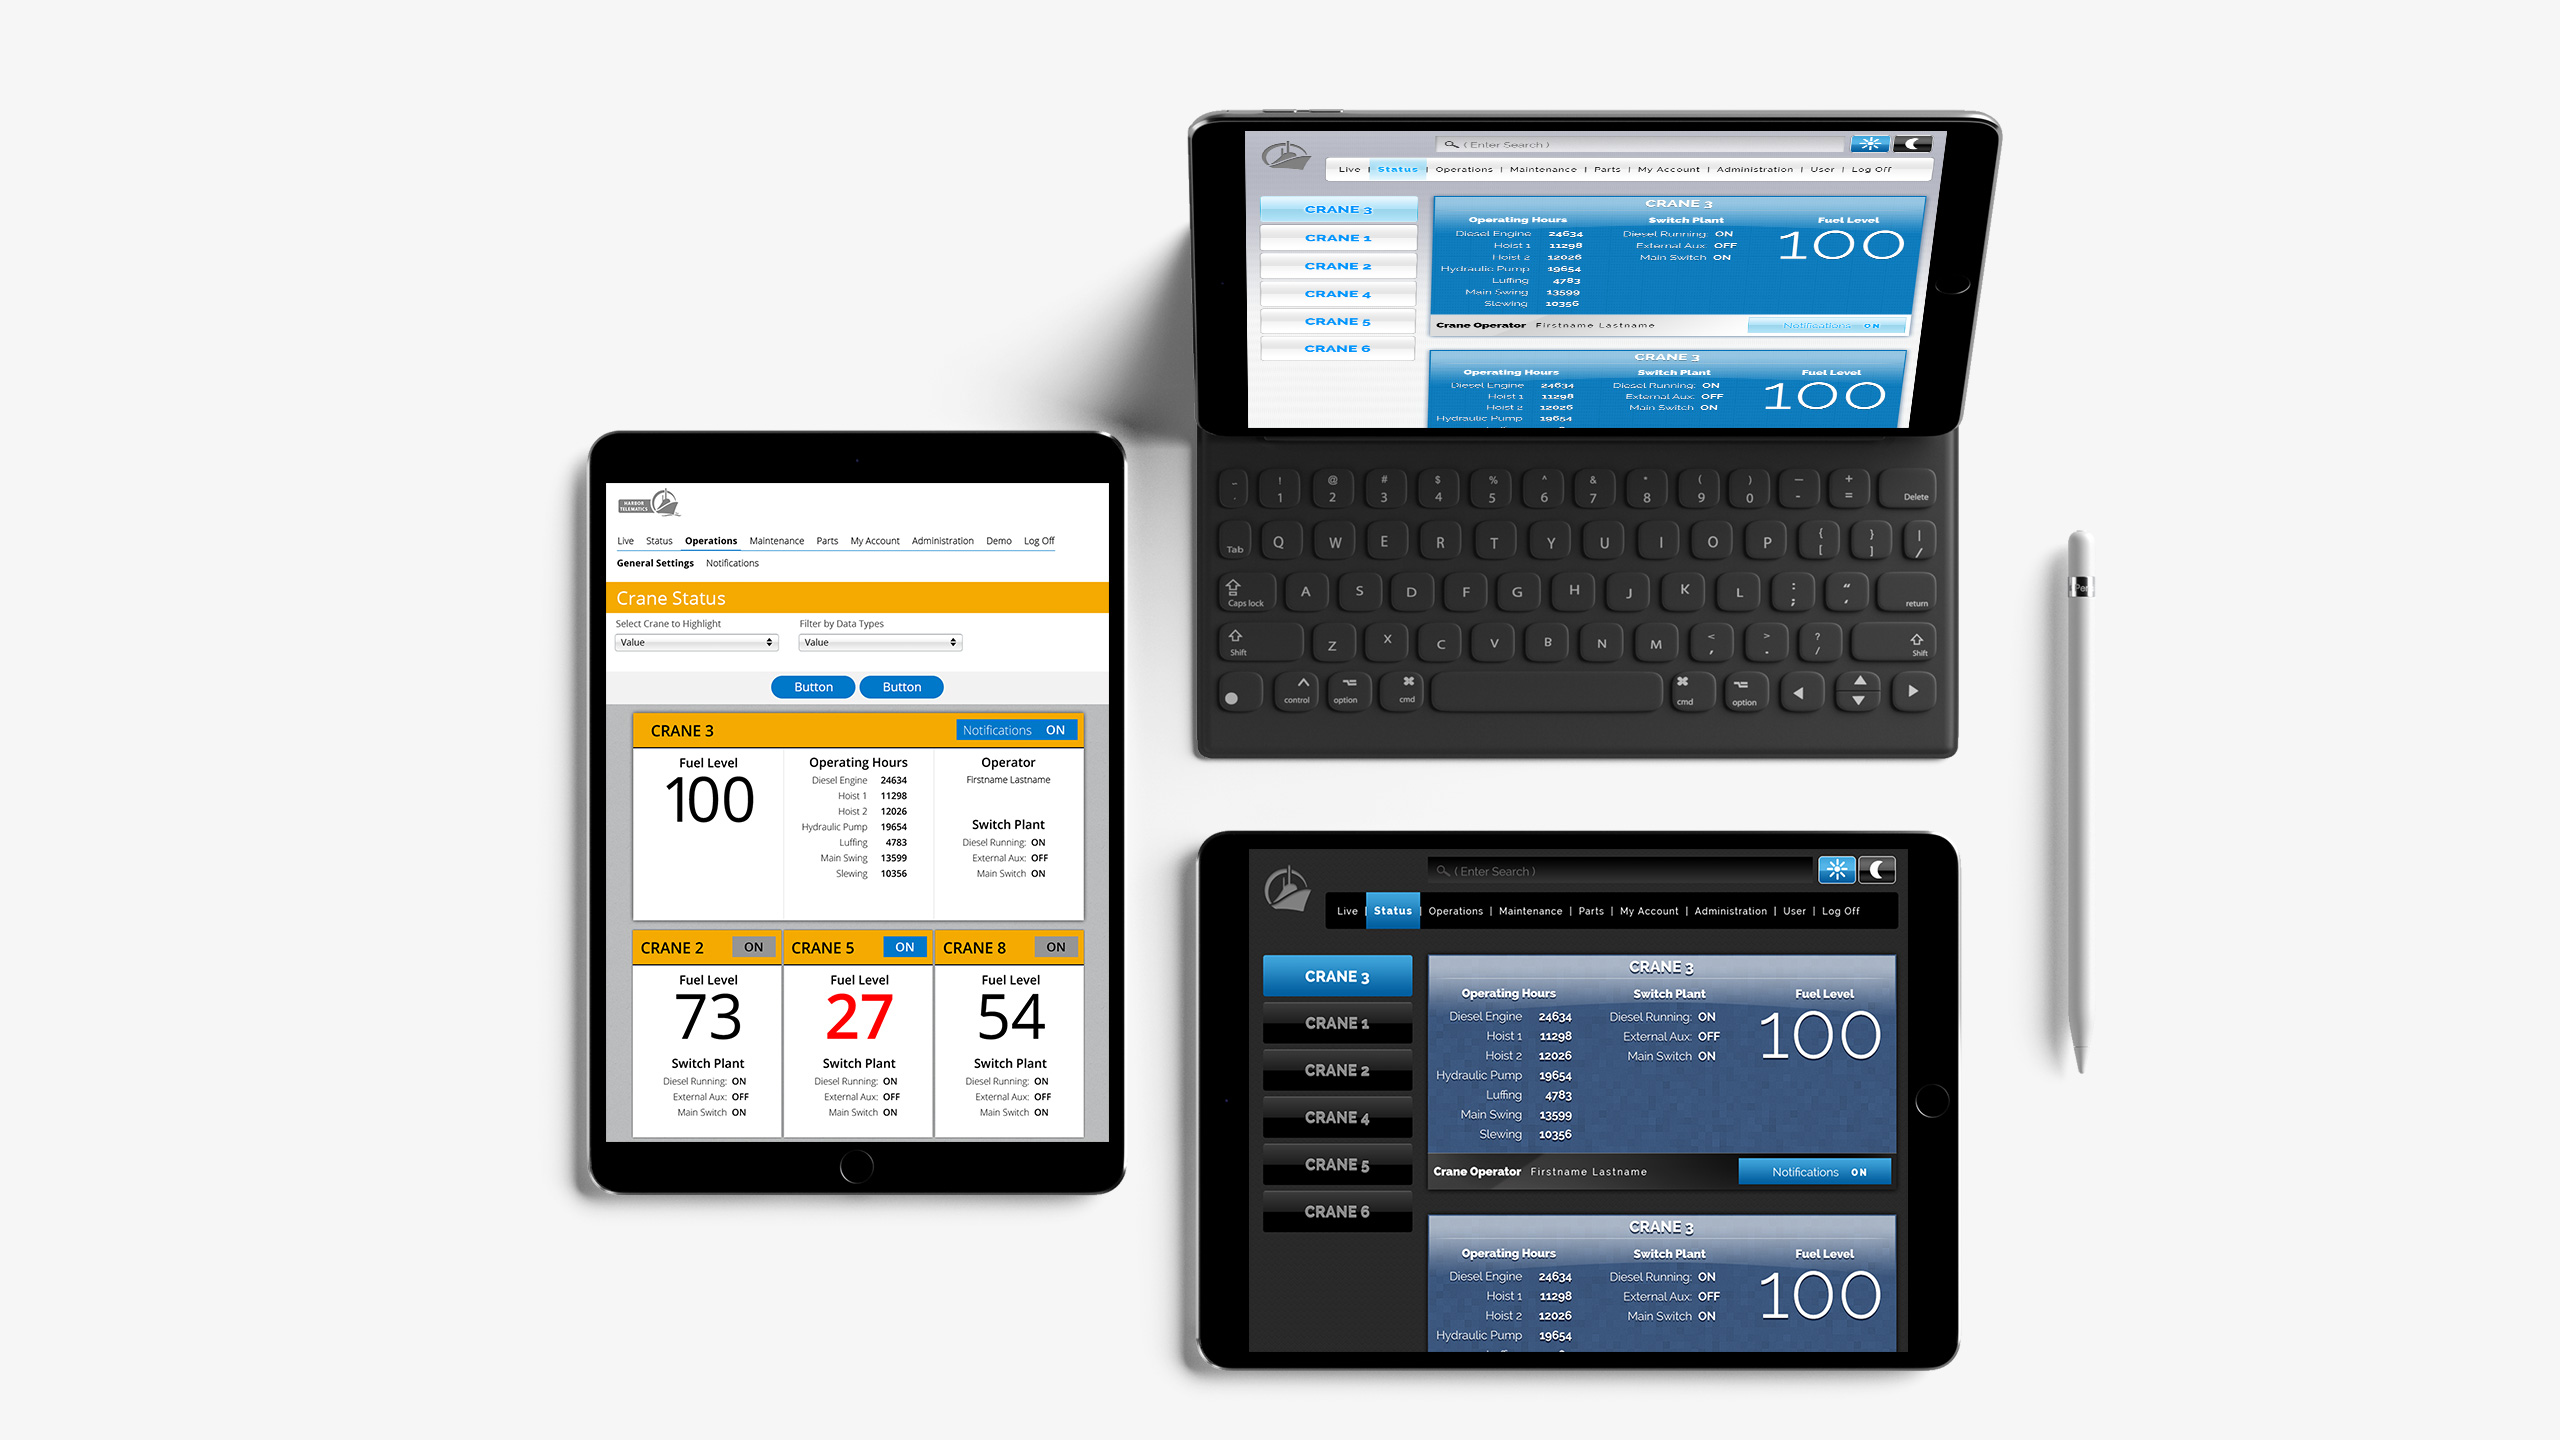 HARBOR
TELEMATICS
Live Status Operations Maintenance Parts My Account Administration Demo Log Off
General Settings Notifications
Crane Status
Select Crane to Highlight Filter by Data Types
Value Value
Button Button
CRANE 3 Notifications ON
Fuel Level Operating Hours Operator
100 Diesel Engine 24634 Firstname Lastname
Hoist 1 11298
Hoist 2 12026
Hydraulic Pump 19654 Switch Plant
Luffing 4783 Diesel Running: ON
Main Swing 13599 External Aux: OFF
Slewing 10356 Main Switch ON
CRANE 2 ON CRANE 5 ON CRANE 8 ON
Fuel Level Fuel Level Fuel Level
73 27 54
Switch Plant Switch Plant Switch Plant
Diesel Running: ON Diesel Running: ON Diesel Running: ON
External Aux: OFF External Aux: OFF External Aux: OFF
Main Switch ON Main Switch ON Main Switch ON
( Enter Search )
Live | Status | Operations | Maintenance | Parts | My Account | Administration | User | Log Off
CRANE 3
CRANE 1
CRANE 2
CRANE 4
CRANE 5
CRANE 6
CRANE 3
Operating Hours Switch Plant Fuel Level
Diesel Engine 24634 Diesel Running: ON 100
Hoist 1 11298 External Aux: OFF
Hoist 2 12026 Main Switch ON
Hydraulic Pump 19654
Luffing 4783
Main Swing 13599
Slewing 10356
Crane Operator Firstname Lastname Notifications ON
CRANE 3
Operating Hours Switch Plant Fuel Level
Diesel Engine 24634 Diesel Running: ON 100
Hoist 1 11298 External Aux: OFF
Hoist 2 12026 Main Switch ON
Hydraulic Pump 19654
~ ! @ # $ % ^ & * ( ) — +
1 2 3 4 5 6 7 8 9 0 - = Delete
Tab Q W E R T Y U I O P { [ } ] | /
Caps lock A S D F G H J K L : ; " ' return
Shift Z X C V B N M < , > . ? / Shift
control option cmd cmd option
( Enter Search )
Live | Status | Operations | Maintenance | Parts | My Account | Administration | User | Log Off
CRANE 3
CRANE 1
CRANE 2
CRANE 4
CRANE 5
CRANE 6
CRANE 3
Operating Hours Switch Plant Fuel Level
Diesel Engine 24634 Diesel Running: ON 100
Hoist 1 11298 External Aux: OFF
Hoist 2 12026 Main Switch ON
Hydraulic Pump 19654
Luffing 4783
Main Swing 13599
Slewing 10356
Crane Operator Firstname Lastname Notifications ON
CRANE 3
Operating Hours Switch Plant Fuel Level
Diesel Engine 24634 Diesel Running: ON 100
Hoist 1 11298 External Aux: OFF
Hoist 2 12026 Main Switch ON
Hydraulic Pump 19654